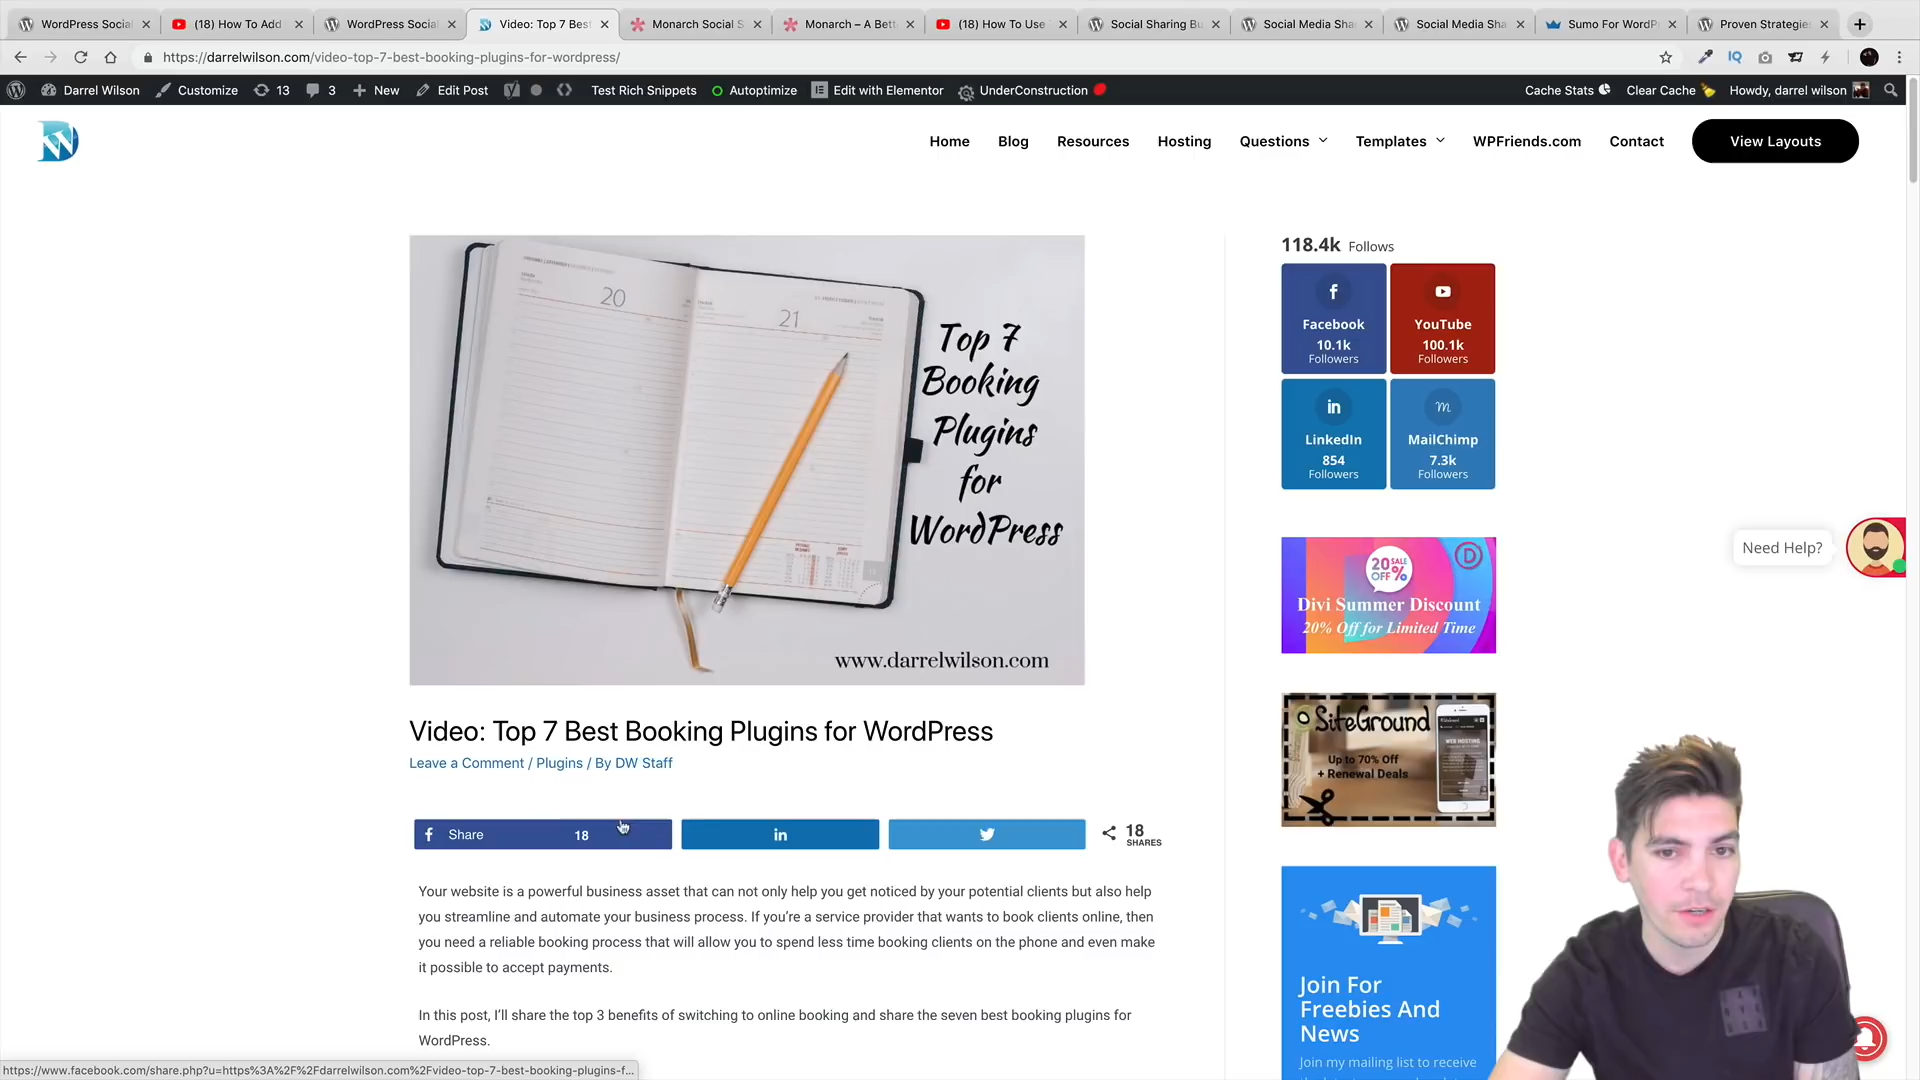 WordPress Social
(18) How To Add
WordPress Social
Video: Top 7 Best
Monarch Social S
Monarch – A Bett
(18) How To Use
Social Sharing Bu
Social Media Sha
Social Media Sha
Sumo For WordP
Proven Strategies
https://darrelwilson.com/video-top-7-best-booking-plugins-for-wordpress/
Darrel Wilson
Customize
13
3
New
Edit Post
Test Rich Snippets
Autoptimize
Edit with Elementor
UnderConstruction
Cache Stats
Clear Cache
Howdy, darrel wilson
Home
Blog
Resources
Hosting
Questions
Templates
WPFriends.com
Contact
View Layouts
20
21
Top 7
Booking
Plugins
for
WordPress
www.darrelwilson.com
118.4k Follows
Facebook
10.1k
Followers
YouTube
100.1k
Followers
LinkedIn
854
Followers
MailChimp
7.3k
Followers
Need Help?
20 SALE
OFF %
Divi Summer Discount
20% Off for Limited Time
SiteGround
Up to 70% Off
+ Renewal Deals
Video: Top 7 Best Booking Plugins for WordPress
Leave a Comment / Plugins / By DW Staff
Share 18
18
SHARES
Your website is a powerful business asset that can not only help you get noticed by your potential clients but also help
you streamline and automate your business process. If you're a service provider that wants to book clients online, then
you need a reliable booking process that will allow you to spend less time booking clients on the phone and even make
it possible to accept payments.
In this post, I'll share the top 3 benefits of switching to online booking and share the seven best booking plugins for
WordPress.
Join For
Freebies And
News
Join my mailing list to receive
https://www.facebook.com/share.php?u=https%3A%2F%2Fdarrelwilson.com%2Fvideo-top-7-best-booking-plugins-f...